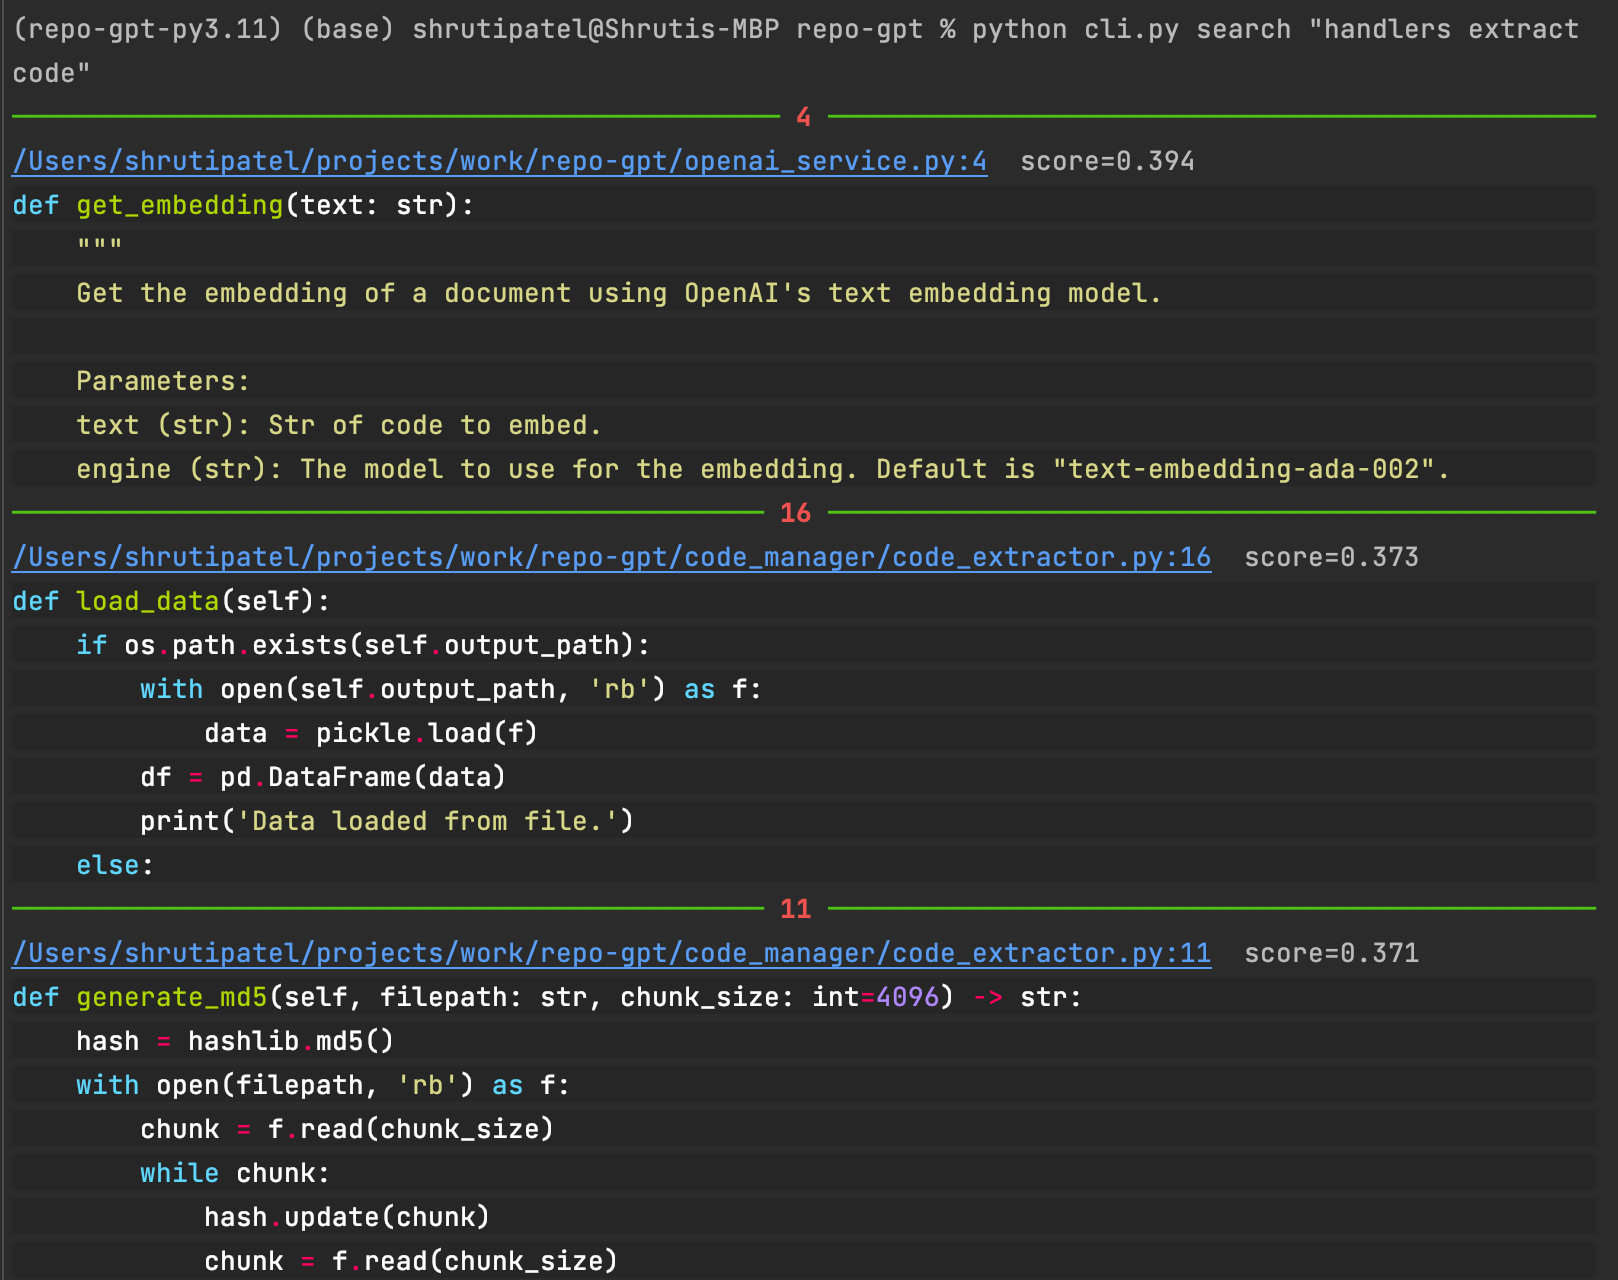 (repo-gpt-py3.11) (base) shrutipatel@Shrutis-MBP repo-gpt % python cli.py search "handlers extract
code"
4
/Users/shrutipatel/projects/work/repo-gpt/openai_service.py:4  score=0.394
def get_embedding(text: str):
    """
    Get the embedding of a document using OpenAI's text embedding model.
    Parameters:
    text (str): Str of code to embed.
    engine (str): The model to use for the embedding. Default is "text-embedding-ada-002".
16
/Users/shrutipatel/projects/work/repo-gpt/code_manager/code_extractor.py:16  score=0.373
def load_data(self):
    if os.path.exists(self.output_path):
        with open(self.output_path, 'rb') as f:
            data = pickle.load(f)
        df = pd.DataFrame(data)
        print('Data loaded from file.')
    else:
11
/Users/shrutipatel/projects/work/repo-gpt/code_manager/code_extractor.py:11  score=0.371
def generate_md5(self, filepath: str, chunk_size: int=4096) -> str:
    hash = hashlib.md5()
    with open(filepath, 'rb') as f:
        chunk = f.read(chunk_size)
        while chunk:
            hash.update(chunk)
            chunk = f.read(chunk_size)